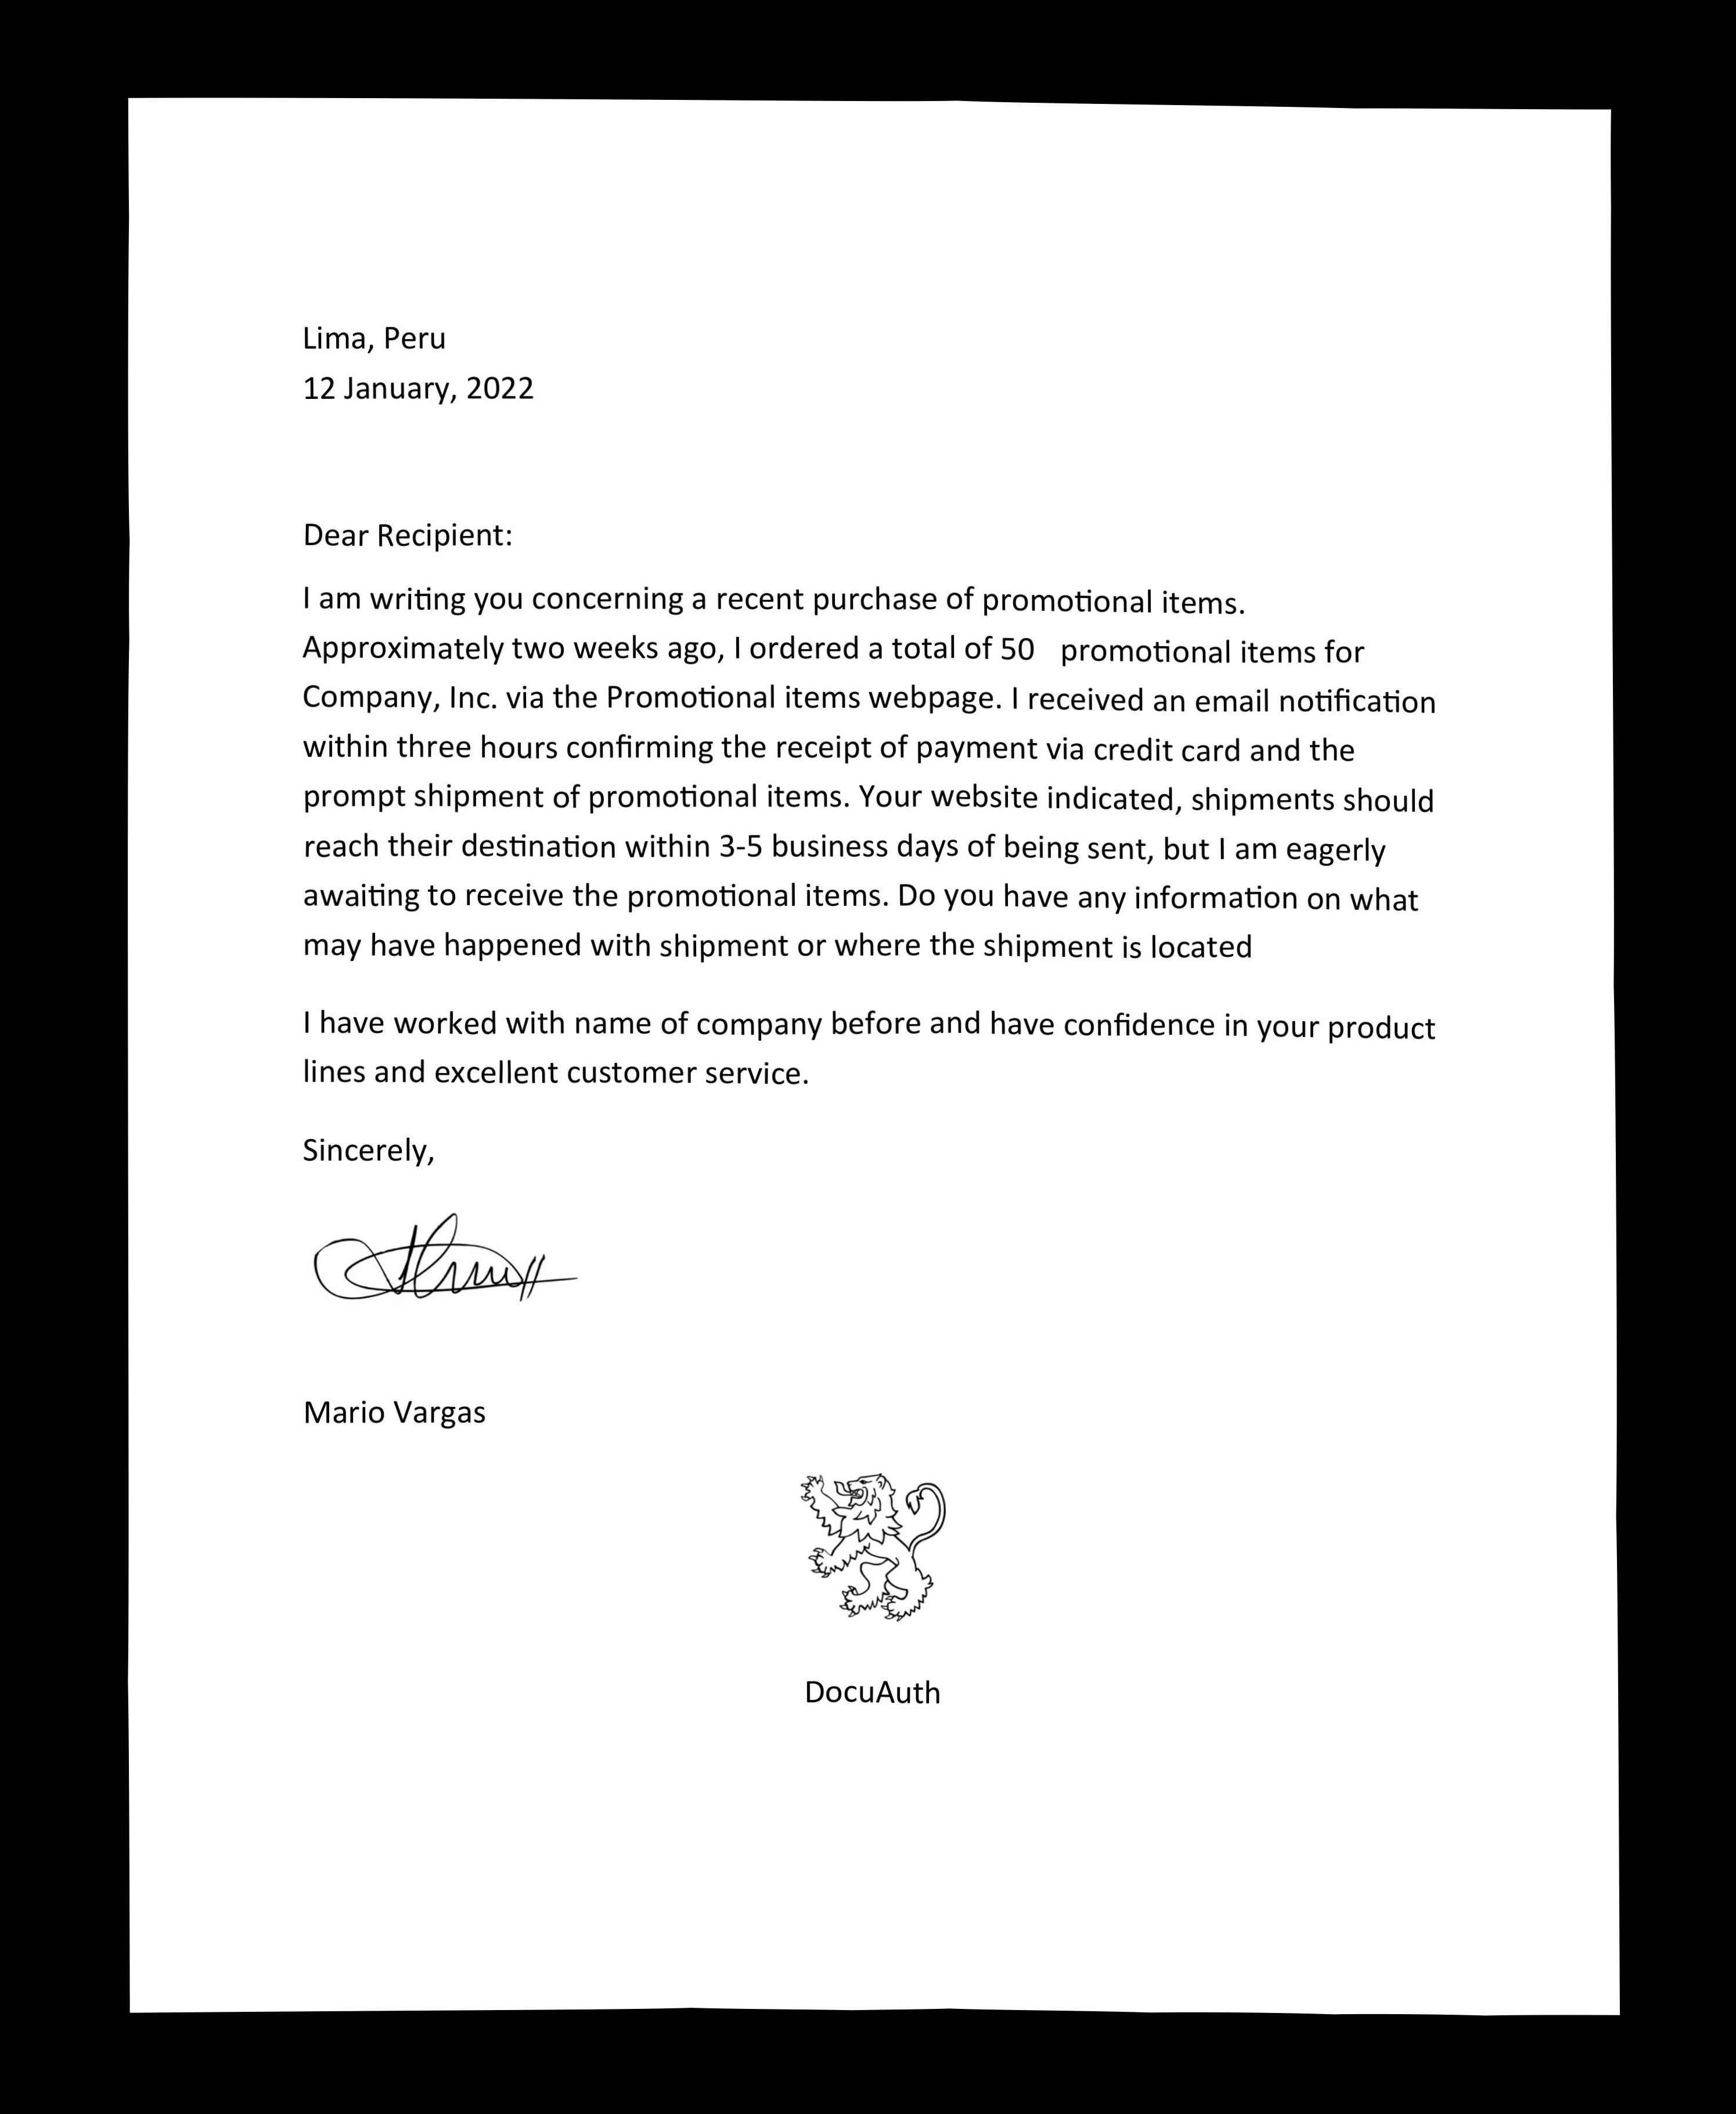 Lima, Peru
12 January, 2022
Dear Recipient:
I am writing you concerning a recent purchase of promotional items.
Approximately two weeks ago, I ordered a total of 50 promotional items for
Company, Inc. via the Promotional items webpage. I received an email notification
within three hours confirming the receipt of payment via credit card and the
prompt shipment of promotional items. Your website indicated, shipments should
reach their destination within 3-5 business days of being sent, but I am eagerly
awaiting to receive the promotional items. Do you have any information on what
may have happened with shipment or where the shipment is located
I have worked with name of company before and have confidence in your product
lines and excellent customer service.
Sincerely,
Mario Vargas
DocuAuth